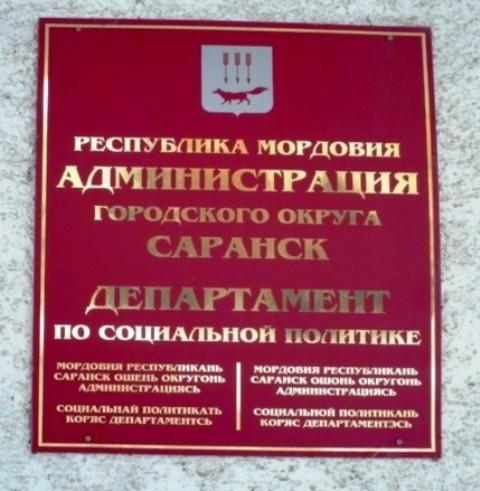 РЕСПУБЛИКА МОРДОВИЯ
АДМИНИСТРАЦИЯ
ГОРОДСКОГО ОКРУГА
САРАНСК
ДЕПАРТАМЕНТ
ПО СОЦИАЛЬНОЙ ПОЛИТИКЕ
МОРДОВИЯ РЕСПУБЛИКАНЬ
САРАНСК ОШЕНЬ ОКРУГОНЬ
АДМИНИСТРАЦИЯСЬ
СОЦИАЛЬНАЙ ПОЛИТИКАТЬ
КОРЯС ДЕПАРТАМЕНТСЬ
МОРДОВИЯ РЕСПУБЛИКАНЬ
САРАНСК ОШОНЬ ОКРУГОНЬ
АДМИНИСТРАЦИЯСЬ
СОЦИАЛЬНОЙ ПОЛИТИКАНЬ
КОРЯС ДЕПАРТАМЕНТЭСЬ